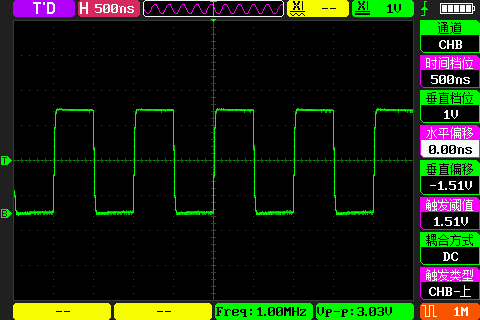 T'D H 500ns X1 -- X1 1V
通道
CHB
时间档位
500ns
垂直档位
1V
水平偏移
0.00ns
垂直偏移
-1.51V
触发阈值
1.51V
耦合方式
DC
触发类型
CHB-上
T
B
-- -- Freq:1.00MHz Vp-p:3.03V 1M